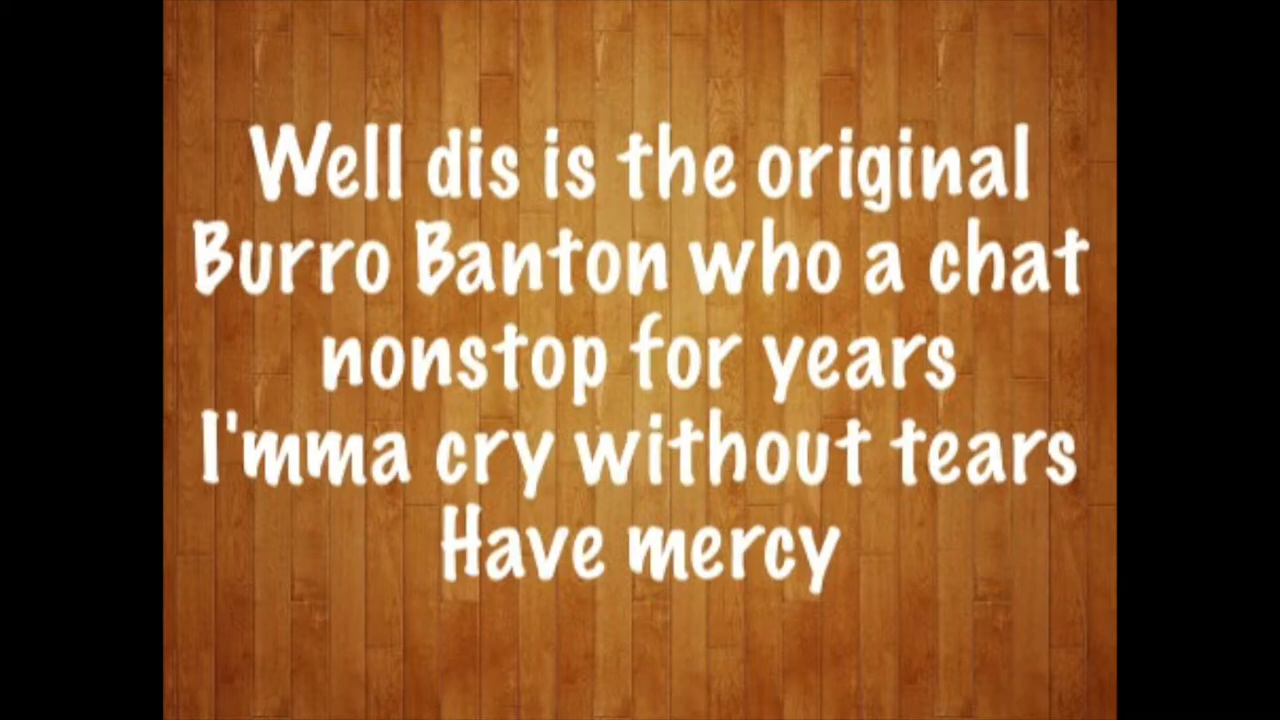 Well dis is the original
Burro Banton who a chat
nonstop for years
I'mma cry without tears
Have mercy